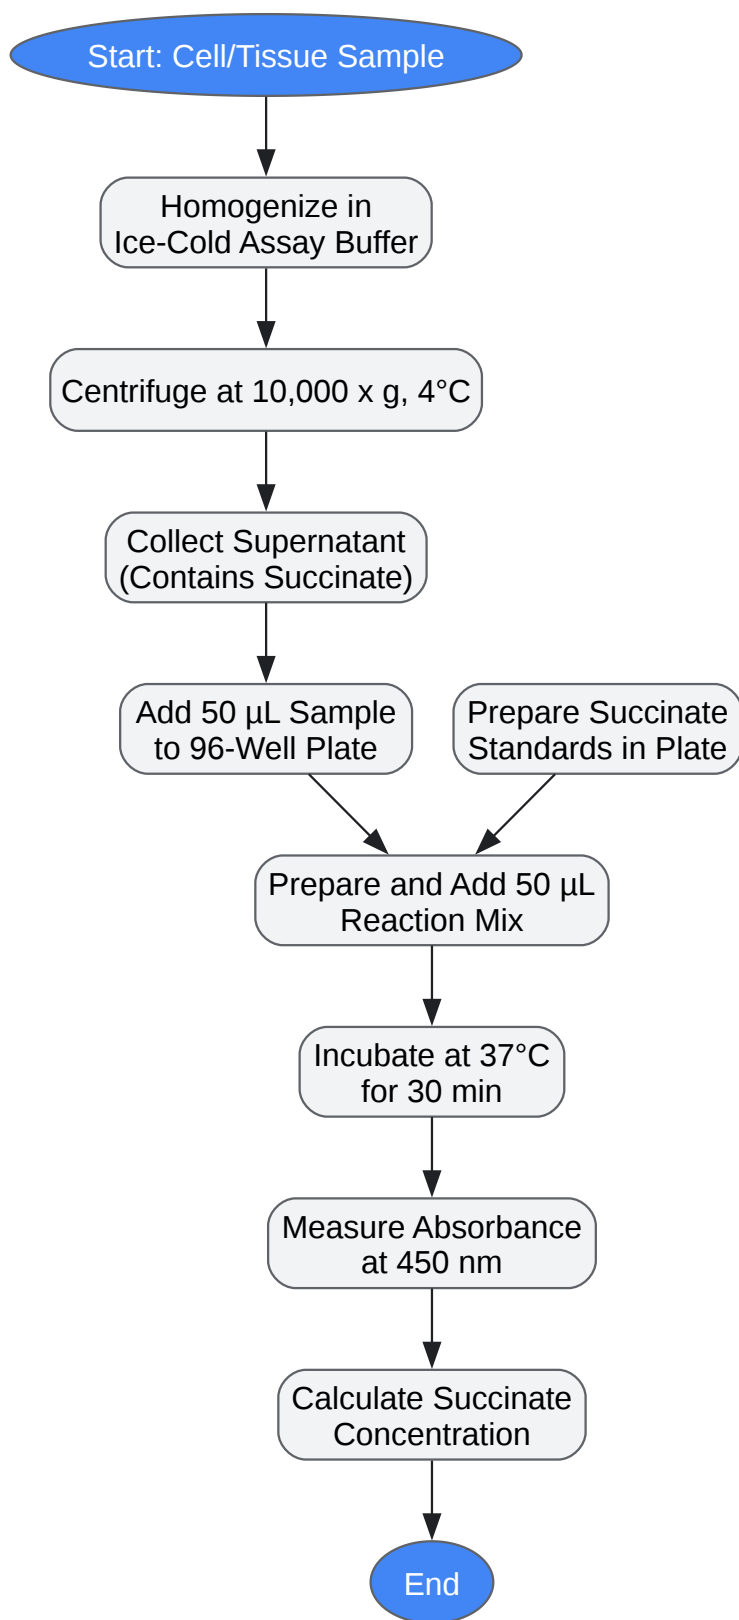 Start: Cell/Tissue Sample
Homogenize in
Ice-Cold Assay Buffer
Centrifuge at 10,000 x g, 4°C
Collect Supernatant
(Contains Succinate)
Add 50 µL Sample
to 96-Well Plate
Prepare Succinate
Standards in Plate
Prepare and Add 50 µL
Reaction Mix
Incubate at 37°C
for 30 min
Measure Absorbance
at 450 nm
Calculate Succinate
Concentration
End